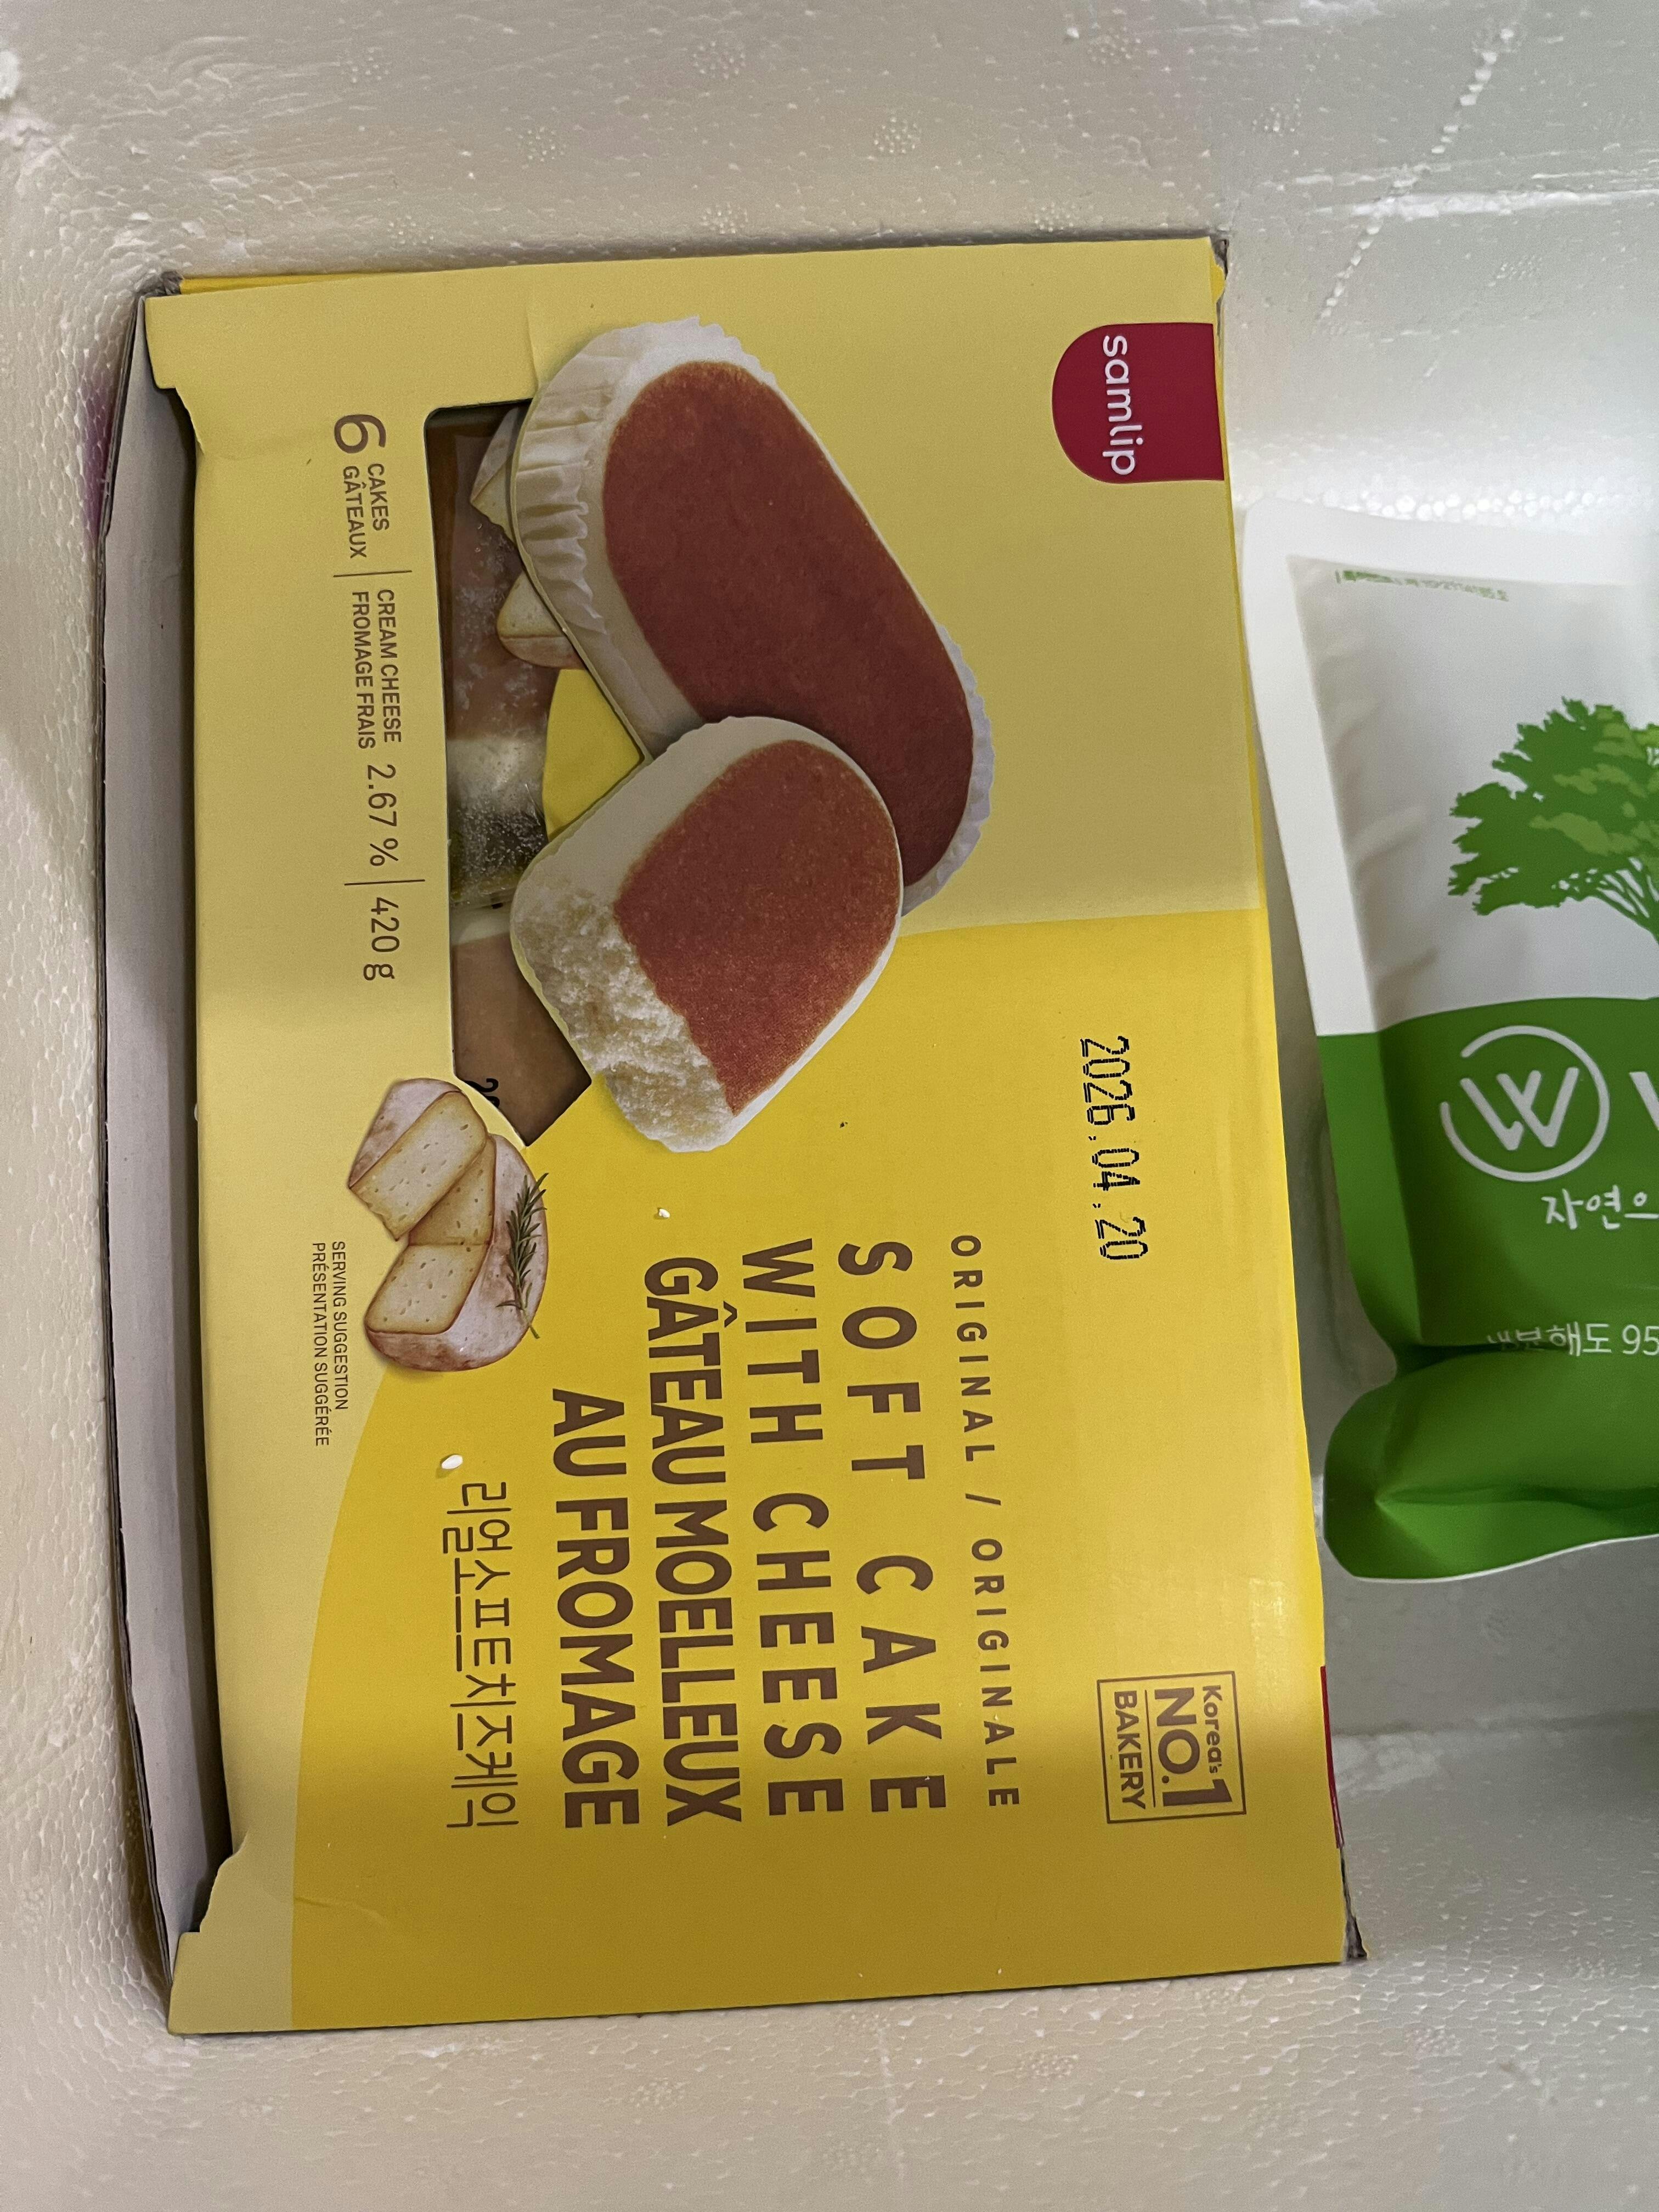 samlip
Korea's
NO.1
BAKERY
2026.04.20
ORIGINAL / ORIGINALE
SOFT CAKE
WITH CHEESE
GÂTEAU MOELLEUX
AU FROMAGE
리얼소프트치즈케익
6 CAKES
GÂTEAUX
CREAM CHEESE
FROMAGE FRAIS
2.67 %
420 g
SERVING SUGGESTION
PRÉSENTATION SUGGÉRÉE
W
자연으
95